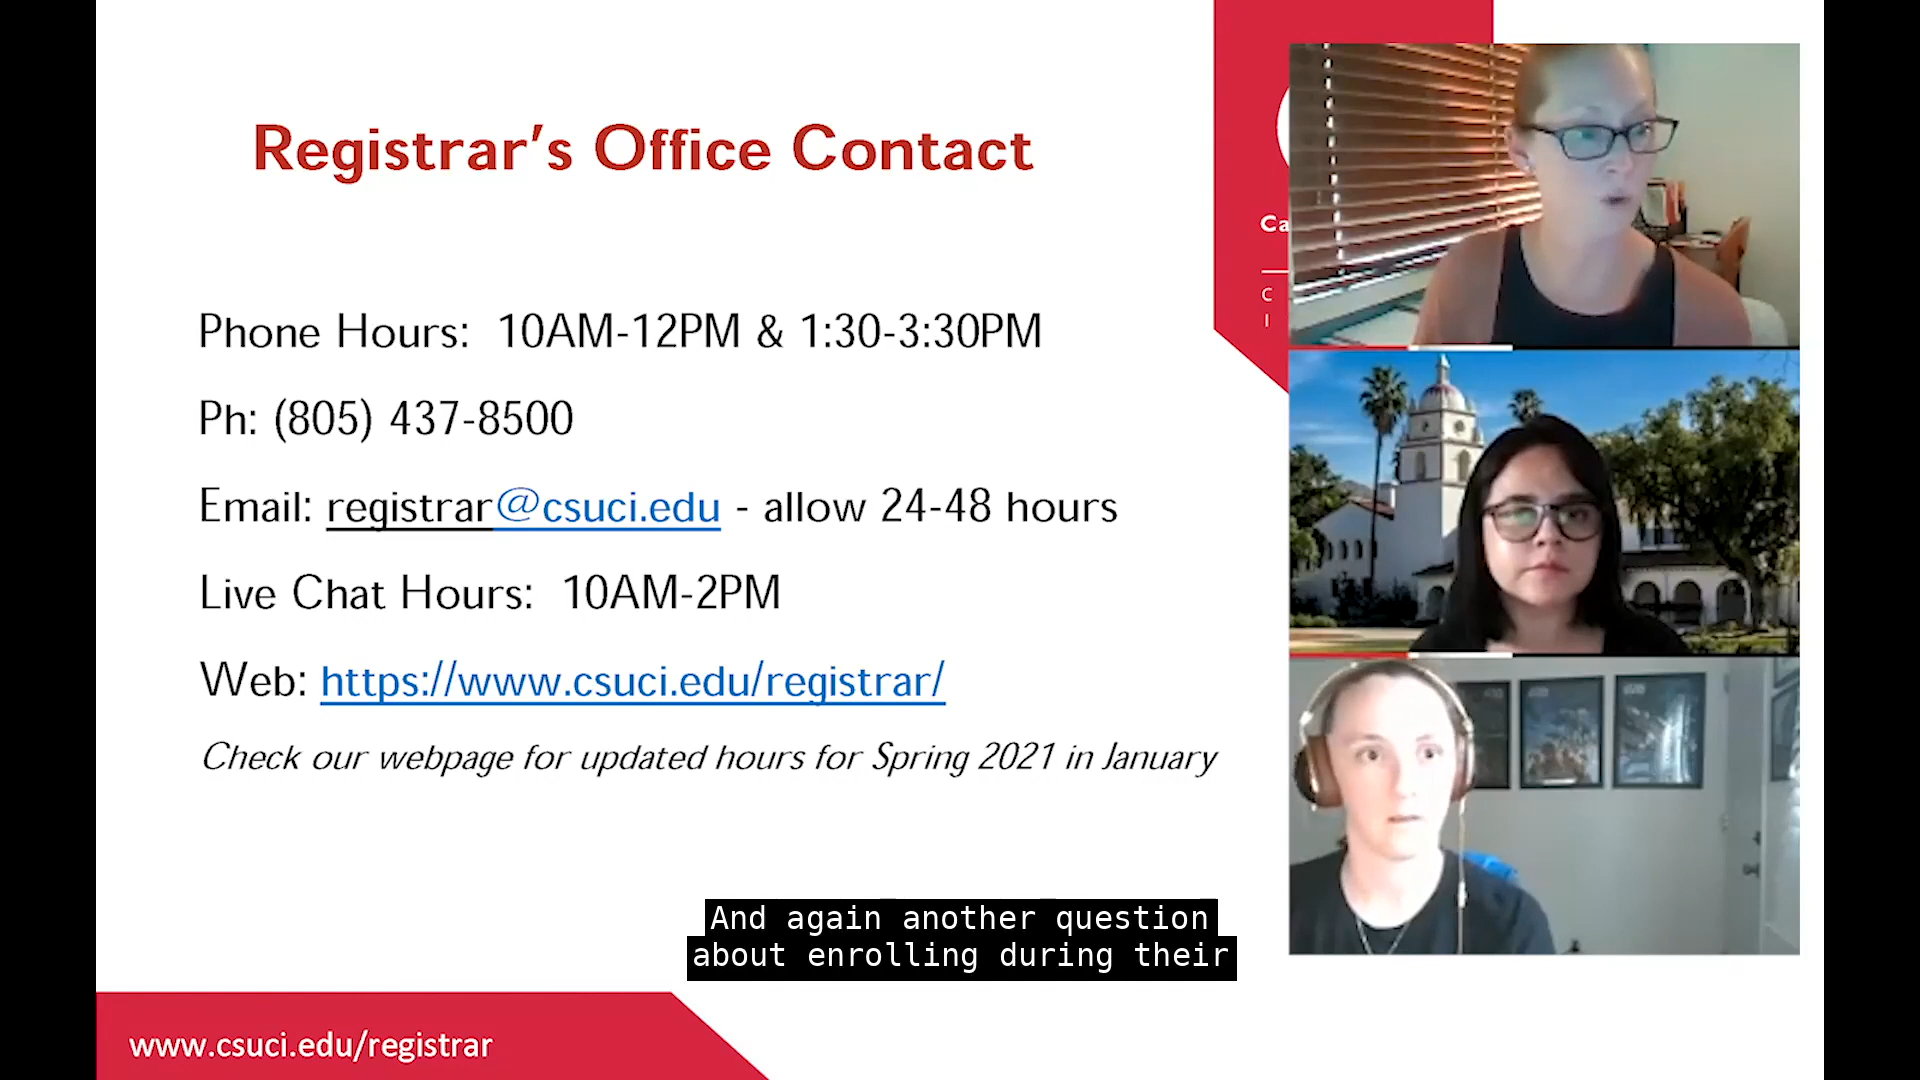 Registrar's Office Contact
Ca
C
I
Phone Hours:  10AM-12PM & 1:30-3:30PM
Ph: (805) 437-8500
Email: registrar@csuci.edu - allow 24-48 hours
Live Chat Hours:  10AM-2PM
Web: https://www.csuci.edu/registrar/
Check our webpage for updated hours for Spring 2021 in January
And again another question
about enrolling during their
www.csuci.edu/registrar